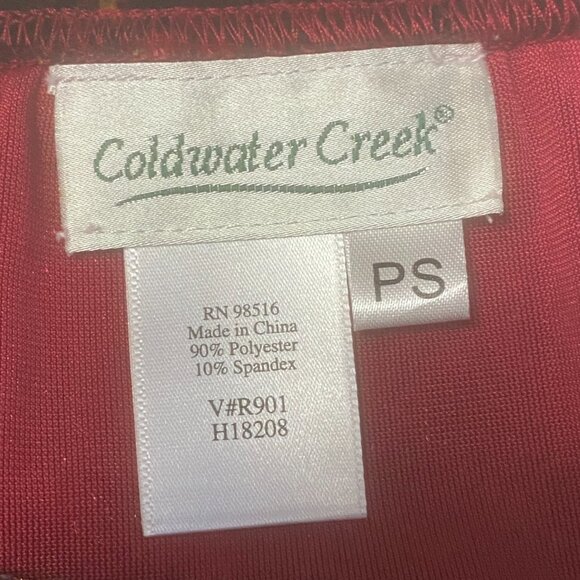 Coldwater Creek®
PS
RN 98516
Made in China
90% Polyester
10% Spandex
V#R901
H18208